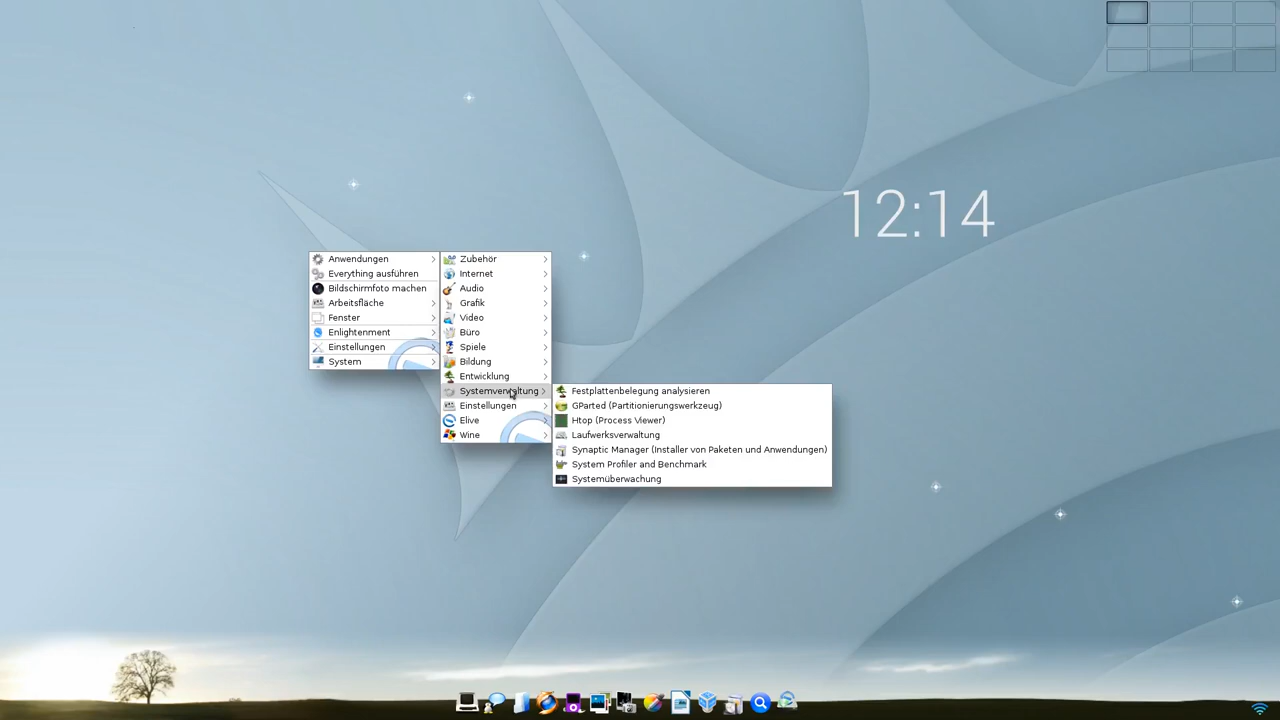 12:14
Anwendungen
Everything ausführen
Bildschirmfoto machen
Arbeitsfläche
Fenster
Enlightenment
Einstellungen
System
Zubehör
Internet
Audio
Grafik
Video
Büro
Spiele
Bildung
Entwicklung
Systemverwaltung
Einstellungen
Elive
Wine
Festplattenbelegung analysieren
GParted (Partitionierungswerkzeug)
Htop (Process Viewer)
Laufwerksverwaltung
Synaptic Manager (Installer von Paketen und Anwendungen)
System Profiler and Benchmark
Systemüberwachung